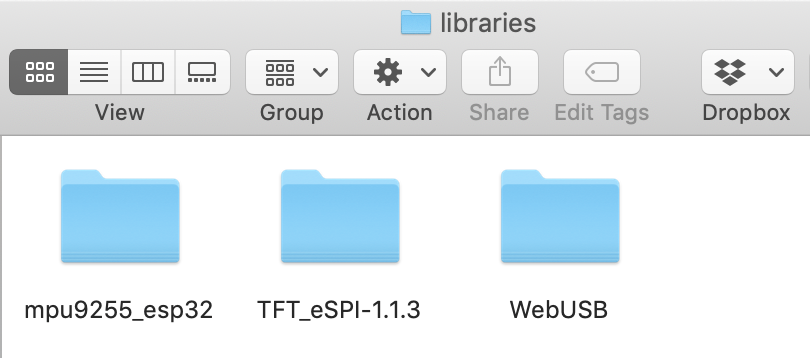 libraries
View
Group
Action
Share
Edit Tags
Dropbox
mpu9255_esp32
TFT_eSPI-1.1.3
WebUSB